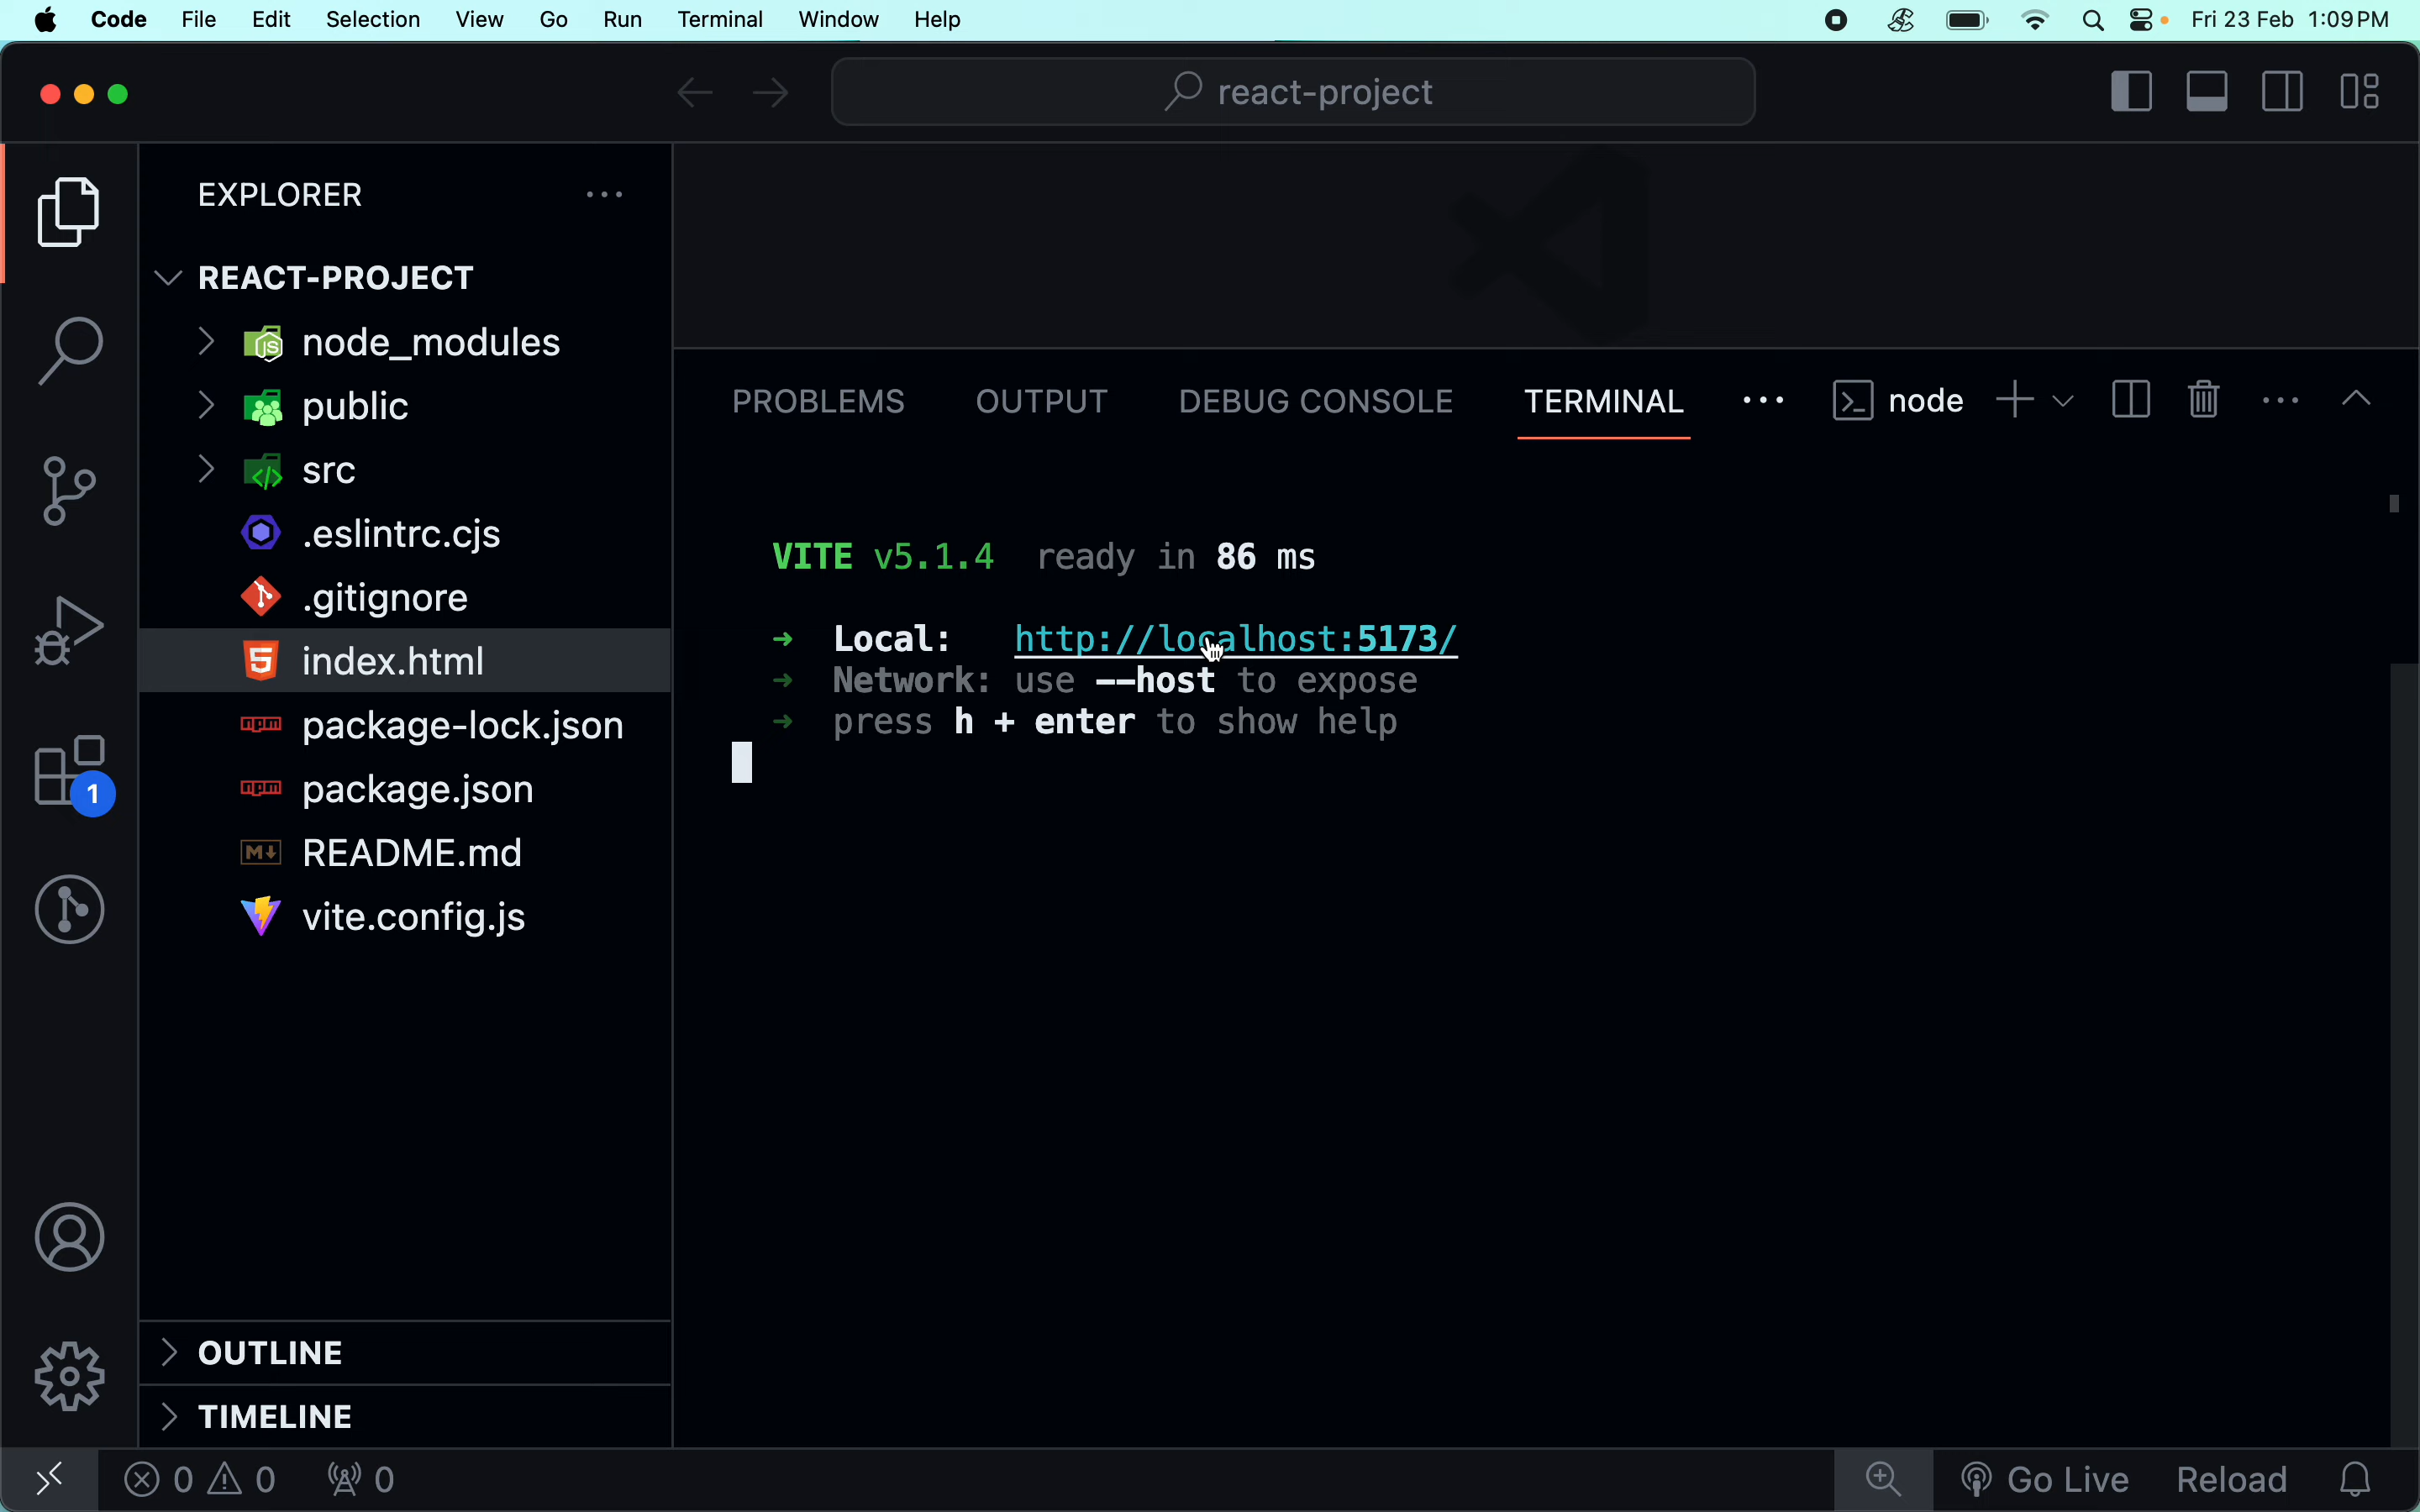 Code File Edit Selection View Go Run Terminal Window Help Fri 23 Feb 1:09 PM
react-project
EXPLORER
REACT-PROJECT
node_modules
public
src
.eslintrc.cjs
.gitignore
index.html
package-lock.json
package.json
README.md
vite.config.js
OUTLINE
TIMELINE
1
PROBLEMS OUTPUT DEBUG CONSOLE TERMINAL ··· node
VITE v5.1.4 ready in 86 ms
➜ Local: http://localhost:5173/
➜ Network: use --host to expose
➜ press h + enter to show help
0 0 0 Go Live Reload